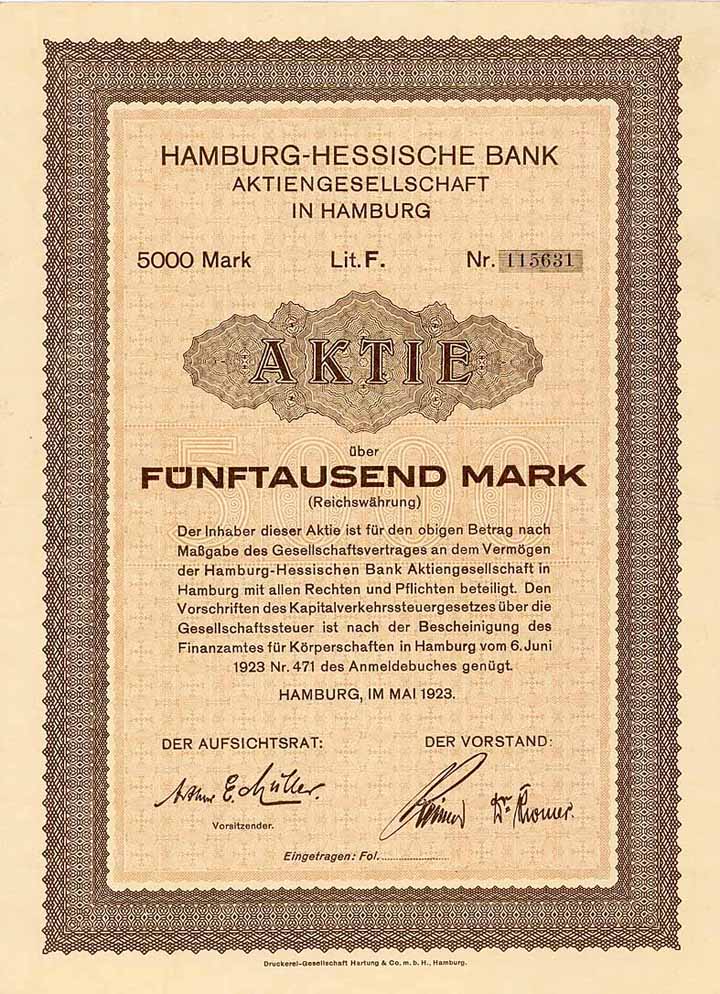 HAMBURG-HESSISCHE BANK
AKTIENGESELLSCHAFT
IN HAMBURG
5000 Mark Lit. F. Nr. 115631
AKTIE
5000
über
FÜNFTAUSEND MARK
(Reichswährung)
Der Inhaber dieser Aktie ist für den obigen Betrag nach
Maßgabe des Gesellschaftsvertrages an dem Vermögen
der Hamburg-Hessischen Bank Aktiengesellschaft in
Hamburg mit allen Rechten und Pflichten beteiligt. Den
Vorschriften des Kapitalverkehrssteuergesetzes über die
Gesellschaftssteuer ist nach der Bescheinigung des
Finanzamtes für Körperschaften in Hamburg vom 6. Juni
1923 Nr. 471 des Anmeldebuches genügt.
HAMBURG, IM MAI 1923.
DER AUFSICHTSRAT: DER VORSTAND:
Arthur E. Müller. Dr.
Vorsitzender.
Eingetragen: Fol.
Druckerei-Gesellschaft Hartung & Co. m. b. H., Hamburg.